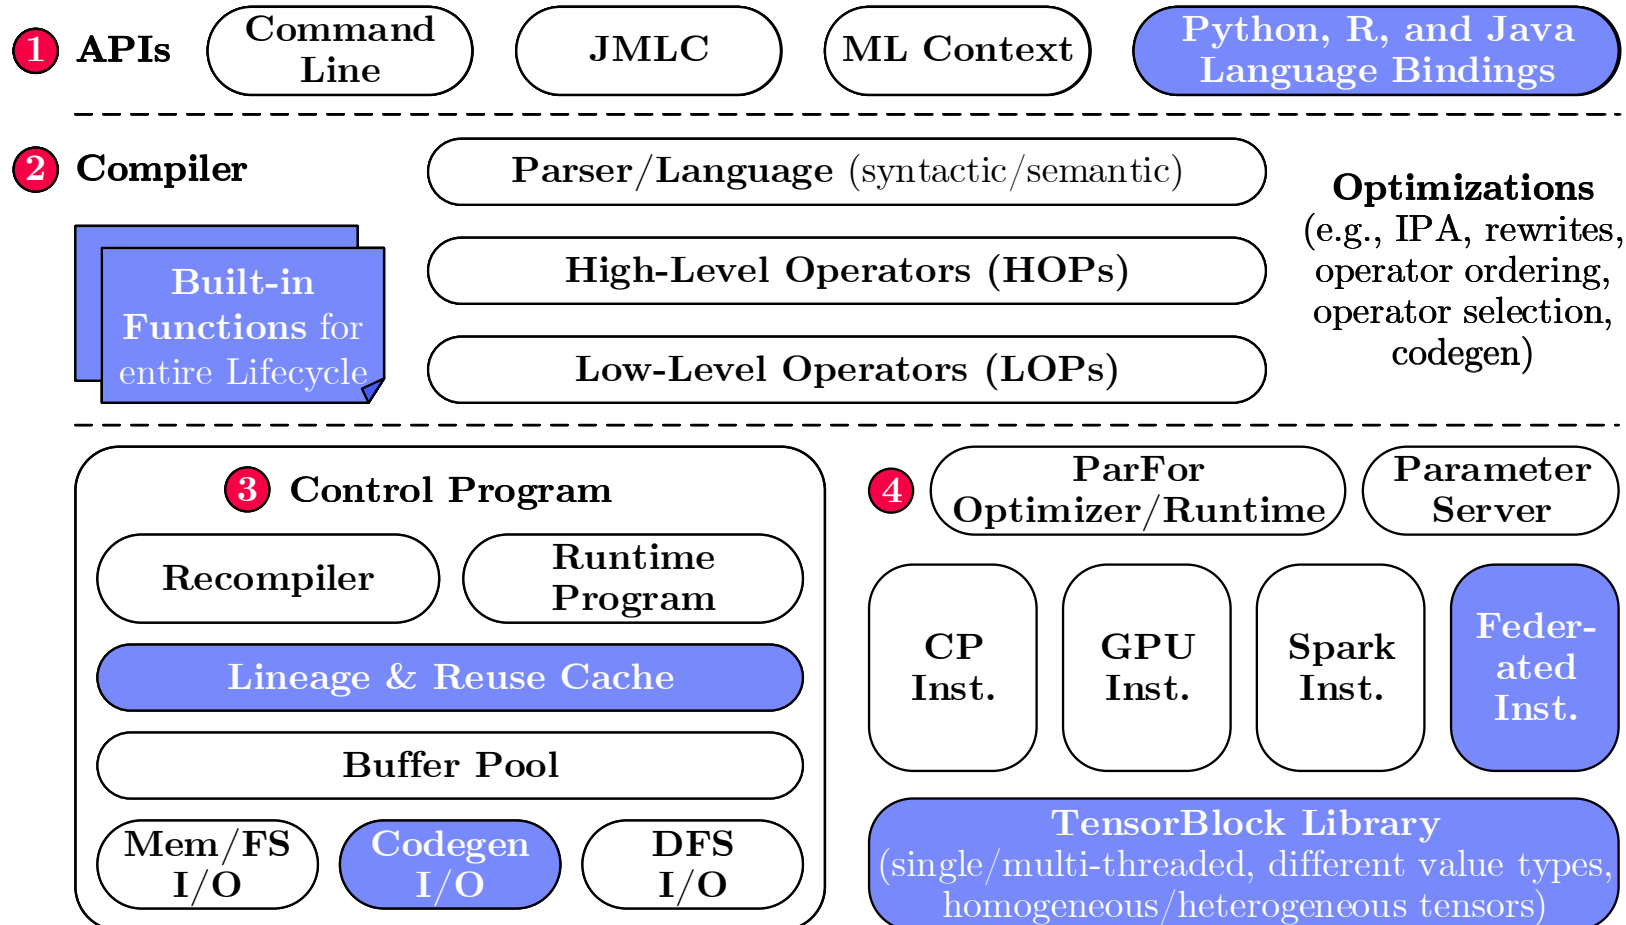 1 APIs
Command
Line
JMLC
ML Context
Python, R, and Java
Language Bindings
2 Compiler
Parser/Language (syntactic/semantic)
High-Level Operators (HOPs)
Low-Level Operators (LOPs)
Built-in
Functions for
entire Lifecycle
Optimizations
(e.g., IPA, rewrites,
operator ordering,
operator selection,
codegen)
3 Control Program
Recompiler
Runtime
Program
Lineage & Reuse Cache
Buffer Pool
Mem/FS
I/O
Codegen
I/O
DFS
I/O
4
ParFor
Optimizer/Runtime
Parameter
Server
CP
Inst.
GPU
Inst.
Spark
Inst.
Feder-
ated
Inst.
TensorBlock Library
(single/multi-threaded, different value types,
homogeneous/heterogeneous tensors)